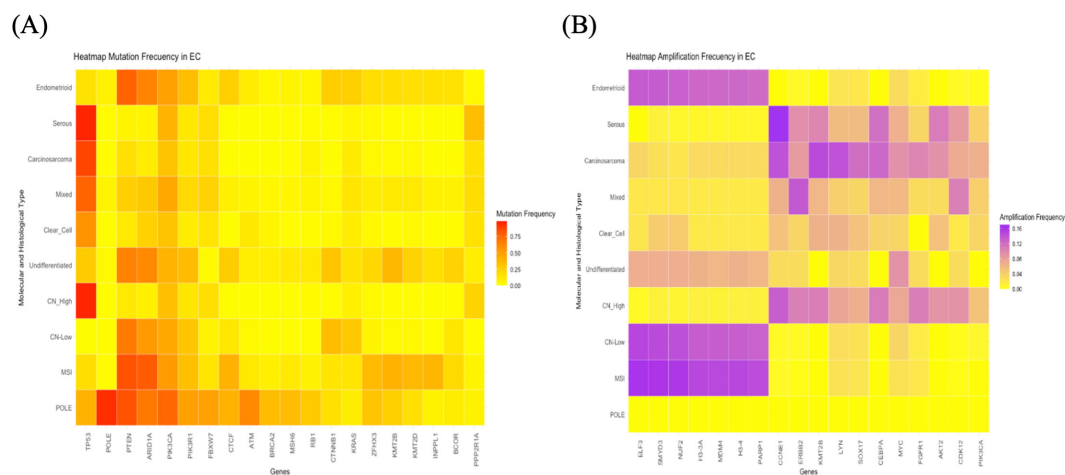 (A)
Heatmap Mutation Frecuency in EC
Molecular and Histological Type
Endometrioid
Serous
Carcinosarcoma
Mixed
Clear_Cell
Undifferentiated
CN_High
CN-Low
MSI
POLE
TP53
POLE
PTEN
ARID1A
PIK3CA
PIK3R1
FBXW7
CTCF
ATM
BRCA2
MSH6
RB1
CTNNB1
KRAS
ZFHX3
KMT2B
KMT2D
INPPL1
BCOR
PPP2R1A
Genes
Mutation Frequency
0.75
0.50
0.25
0.00
(B)
Heatmap Amplification Frecuency in EC
Molecular and Histological Type
Endometrioid
Serous
Carcinosarcoma
Mixed
Clear_Cell
Undifferentiated
CN_High
CN-Low
MSI
POLE
ELF3
SMYD3
NUF2
H3-3A
MDM4
H3-4
PARP1
CCNE1
ERBB2
KMT2B
LYN
SOX17
CEBPA
MYC
FGFR1
AKT2
CDK12
PIK3CA
Genes
Amplification Frequency
0.16
0.12
0.08
0.04
0.00